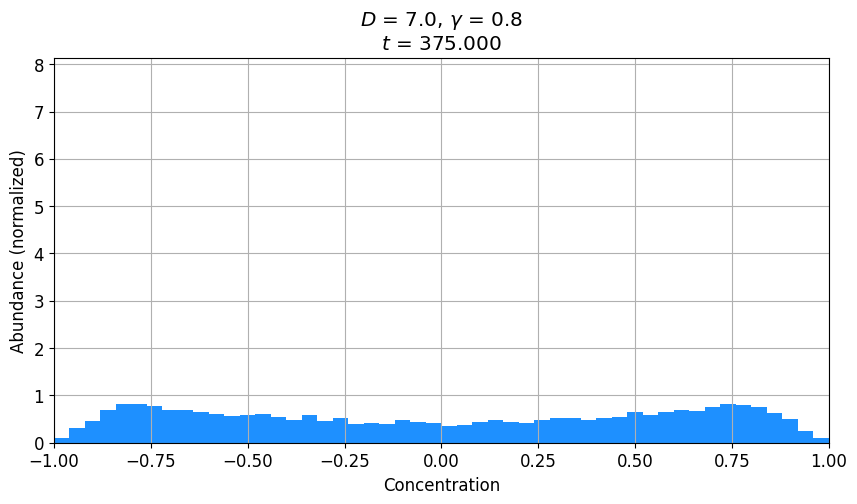 D = 7.0, γ = 0.8
t = 375.000
8
7
6
5
4
3
2
1
0
Abundance (normalized)
−1.00 −0.75 −0.50 −0.25 0.00 0.25 0.50 0.75 1.00
Concentration